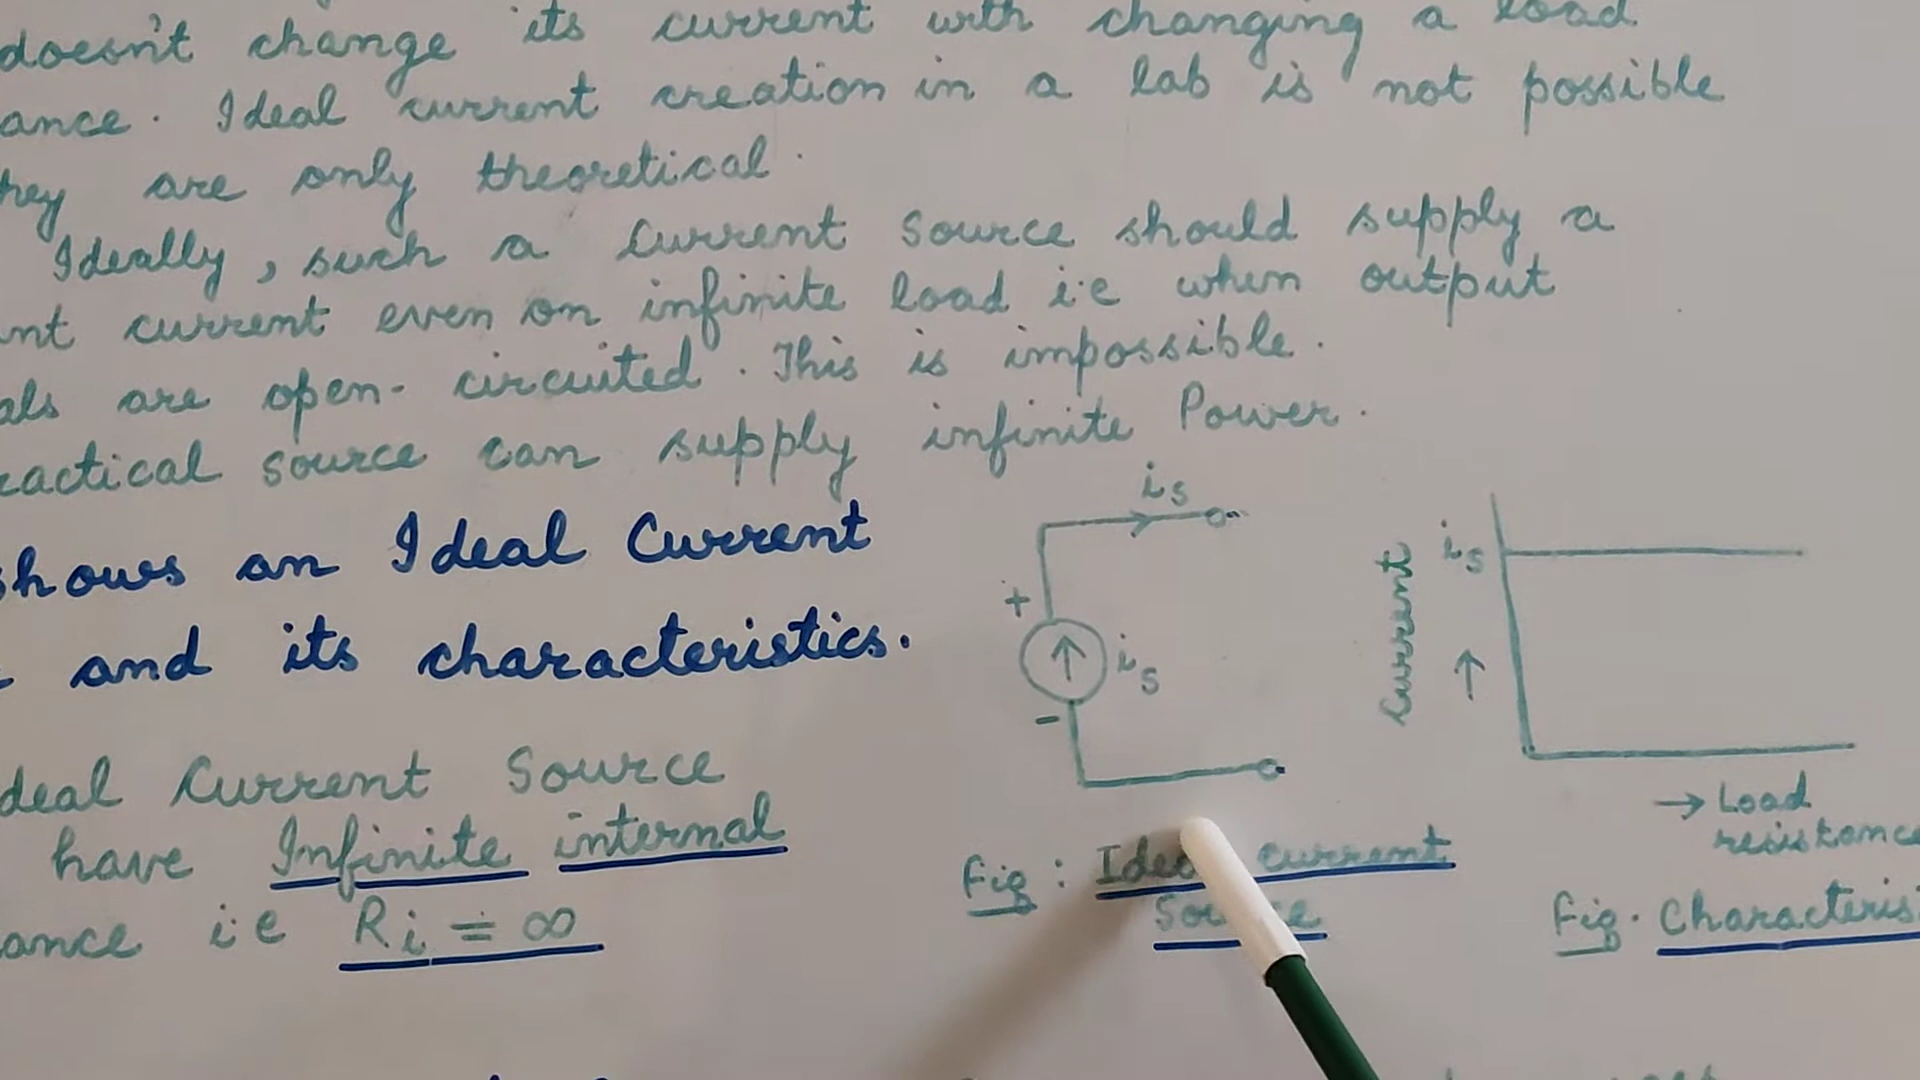 doesn't change its current with changing a load
ance. Ideal current creation in a lab is not possible
hey are only theoretical.
Ideally, such a Current Source should supply a
nt current even on infinite load i.e when output
als are open-circuited. This is impossible.
ractical source can supply infinite Power.
shows an Ideal Current
and its characteristics.
deal Current Source
have Infinite internal
ance i.e Ri = ∞
is
+
is
-
Fig: Ideal current
Source
Current
is
↑
→ Load
resistance
Fig. Characterist